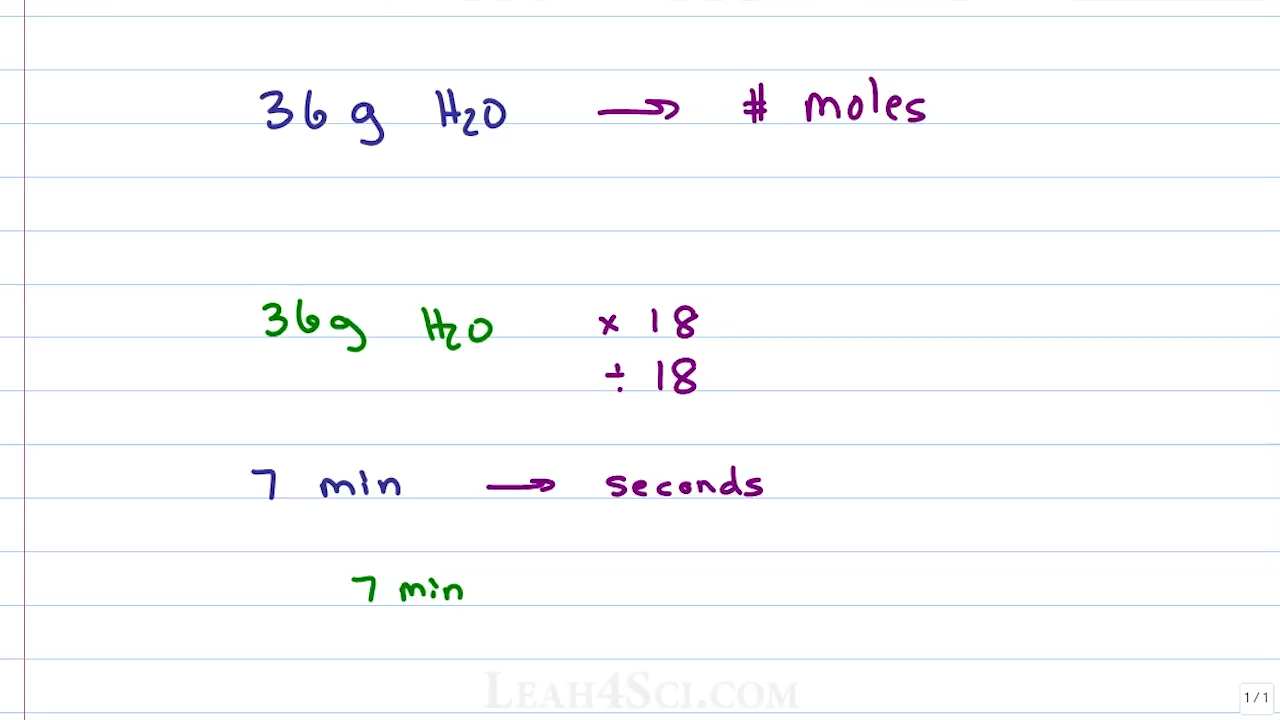 36 g H₂O → # moles
36g H₂O × 18
÷ 18
7 min → seconds
7 min
LEAH4SCI.COM
1/1